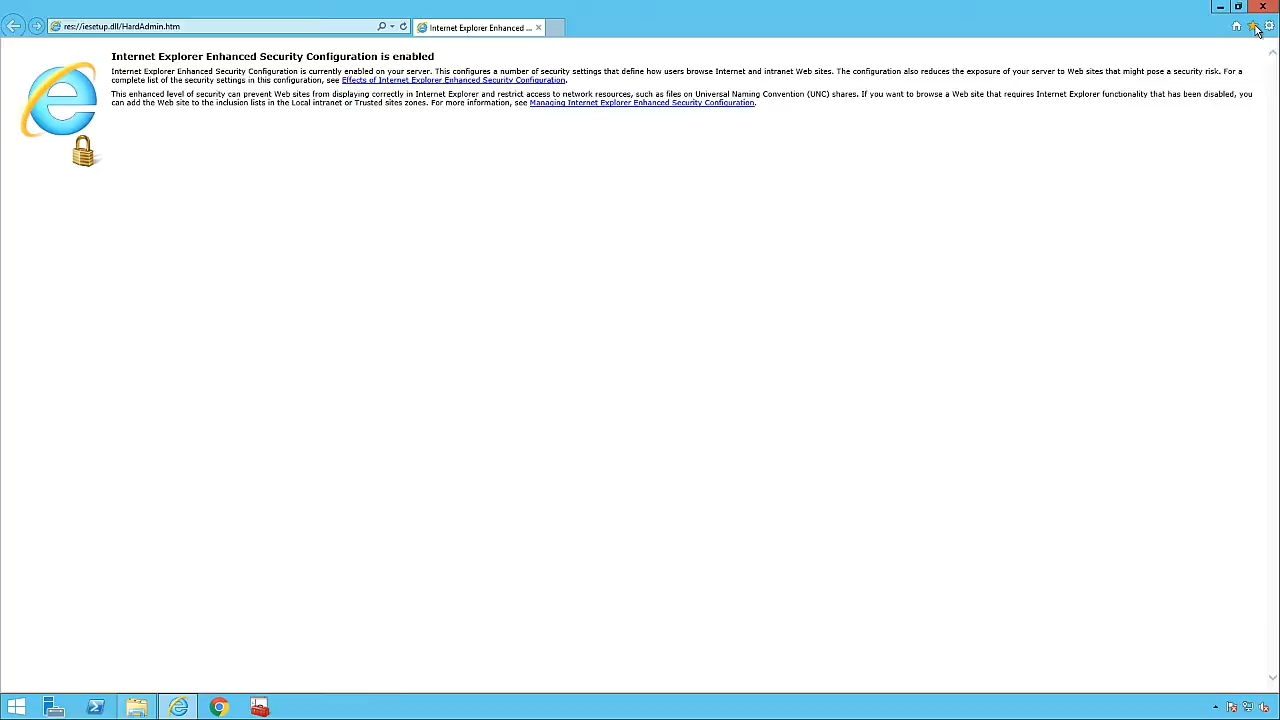 res://iesetup.dll/HardAdmin.htm
Internet Explorer Enhanced ...
Internet Explorer Enhanced Security Configuration is enabled
Internet Explorer Enhanced Security Configuration is currently enabled on your server. This configures a number of security settings that define how users browse Internet and intranet Web sites. The configuration also reduces the exposure of your server to Web sites that might pose a security risk. For a
complete list of the security settings in this configuration, see Effects of Internet Explorer Enhanced Security Configuration.
This enhanced level of security can prevent Web sites from displaying correctly in Internet Explorer and restrict access to network resources, such as files on Universal Naming Convention (UNC) shares. If you want to browse a Web site that requires Internet Explorer functionality that has been disabled, you
can add the Web site to the inclusion lists in the Local intranet or Trusted sites zones. For more information, see Managing Internet Explorer Enhanced Security Configuration.